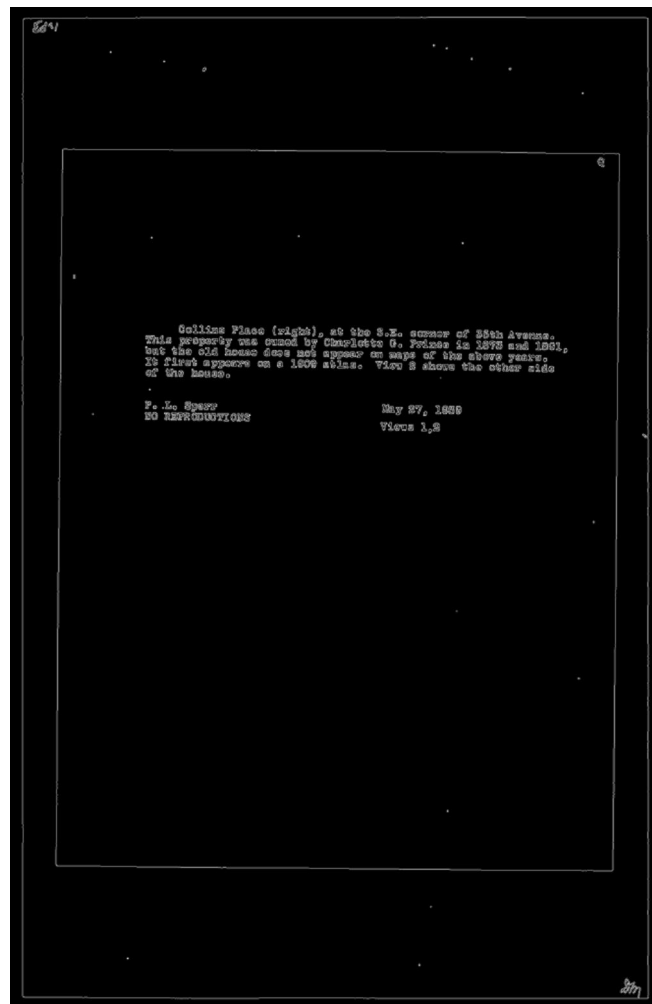 Collins Place (right), at the S.E. corner of 35th Avenue.
This property was owned by Charlotte G. Prince in 1873 and 1891,
but the old house does not appear on maps of the above years.
It first appears on a 1909 atlas. View 2 shows the other side
of the house.
P. L. Sperr
NO REPRODUCTIONS
May 27, 1939
Views 1,2